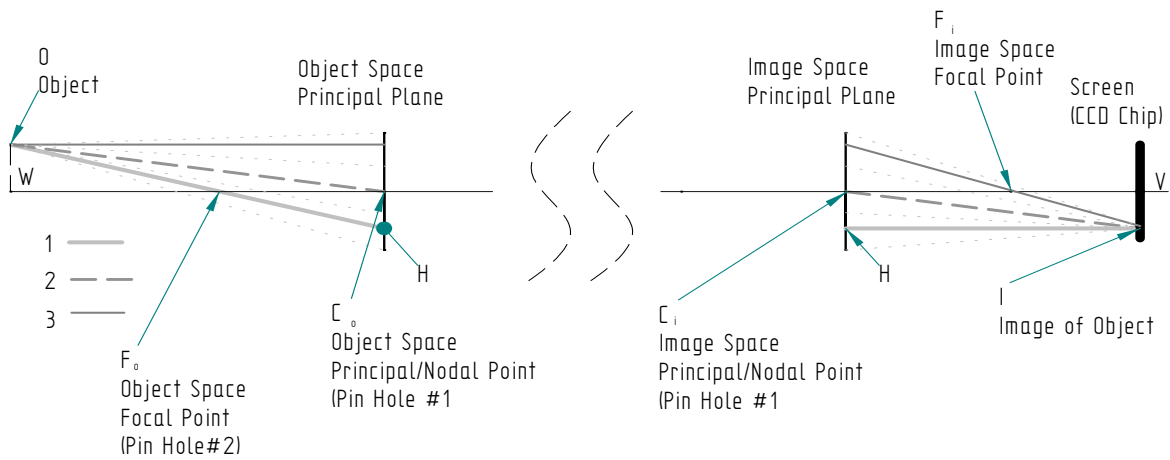 O
Object
Object Space
Principal Plane
Image Space
Principal PLane
F i
Image Space
Focal Point
Screen
(CCD Chip)
W
V
1
2
3
H
H
F o
Object Space
Focal Point
(Pin Hole#2)
C o
Object Space
Principal/Nodal Point
(Pin Hole #1
C i
Image Space
Principal/Nodal Point
(Pin Hole #1
I
Image of Object